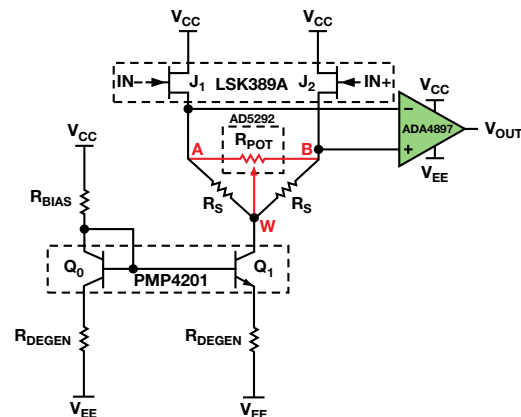 VCC
VCC
IN–
J1
LSK389A
J2
IN+
AD5292
RPOT
A
B
VCC
–
ADA4897
+
VOUT
VEE
VCC
RBIAS
RS
RS
W
Q0
PMP4201
Q1
RDEGEN
RDEGEN
VEE
VEE